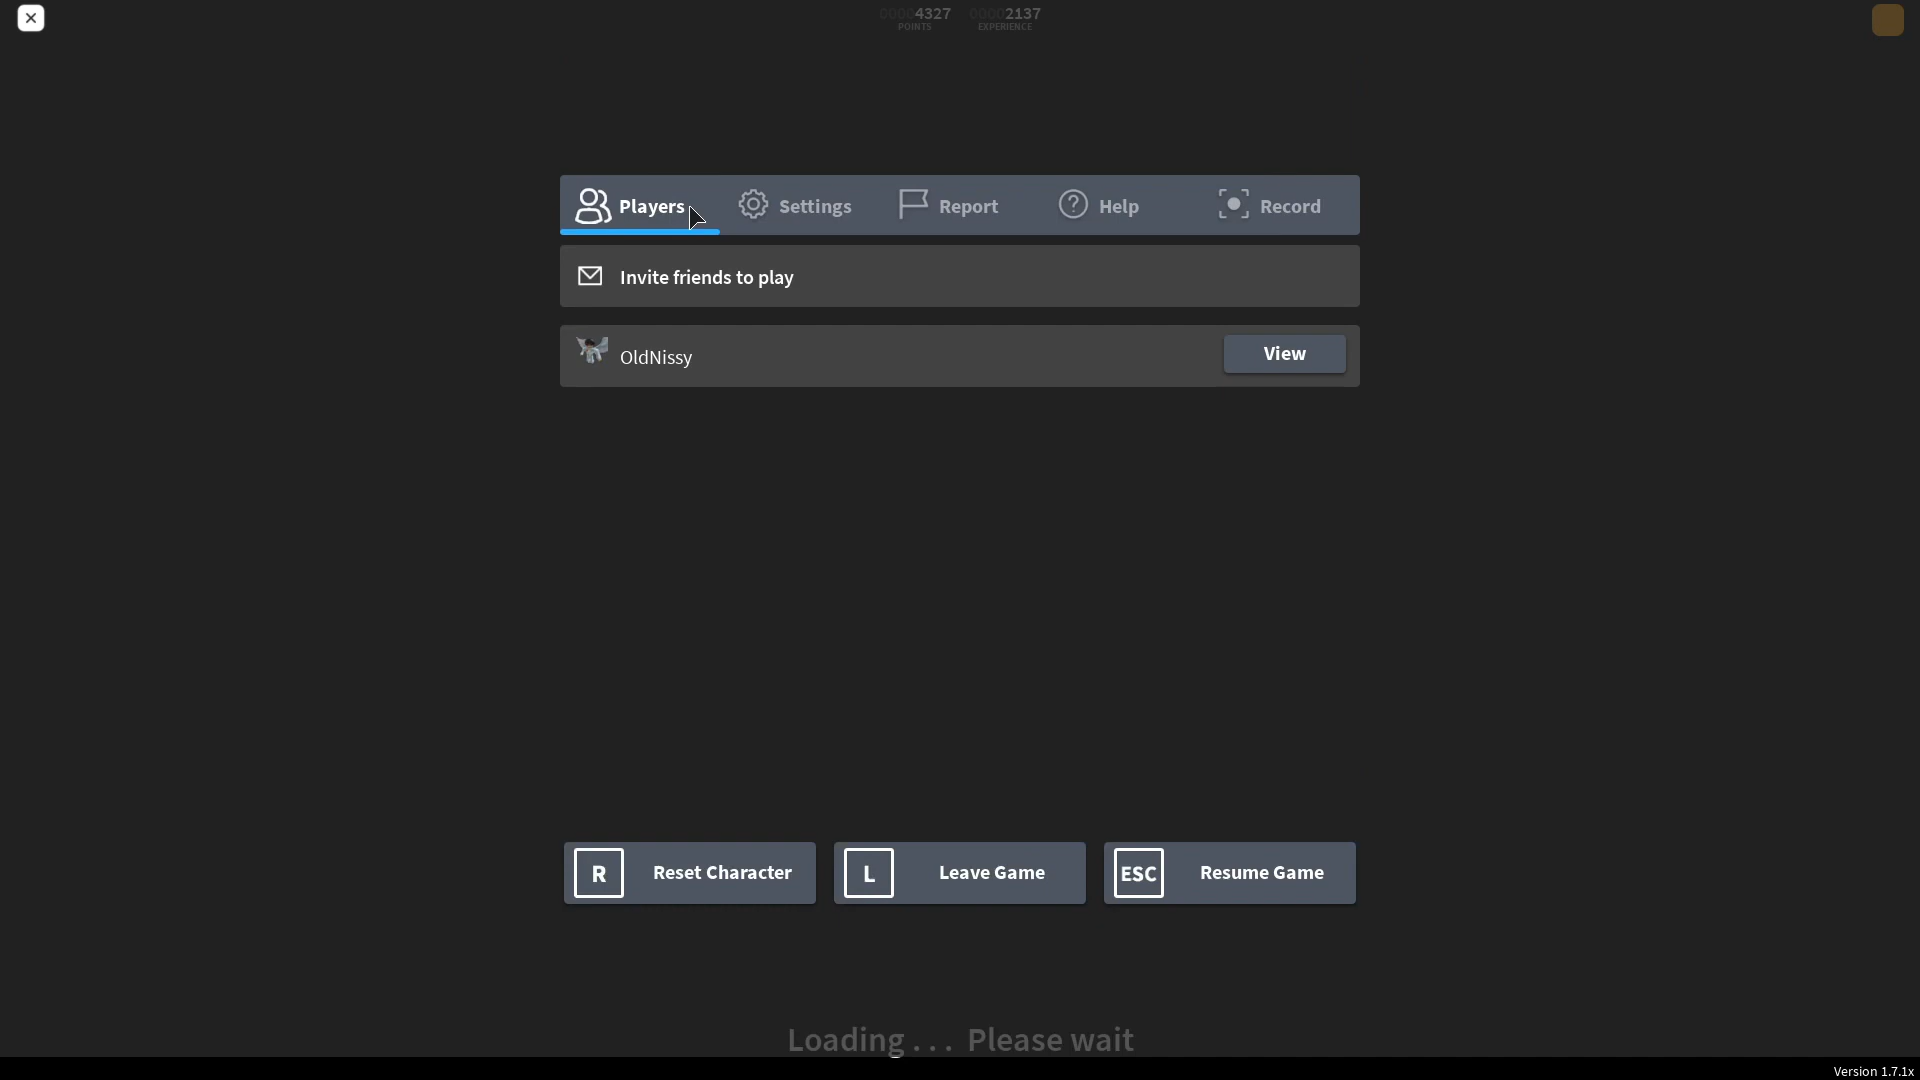 00004327 00002137
POINTS EXPERIENCE
Players Settings Report Help Record
Invite friends to play
OldNissy View
R Reset Character L Leave Game ESC Resume Game
Loading . . . Please wait
Version 1.7.1x